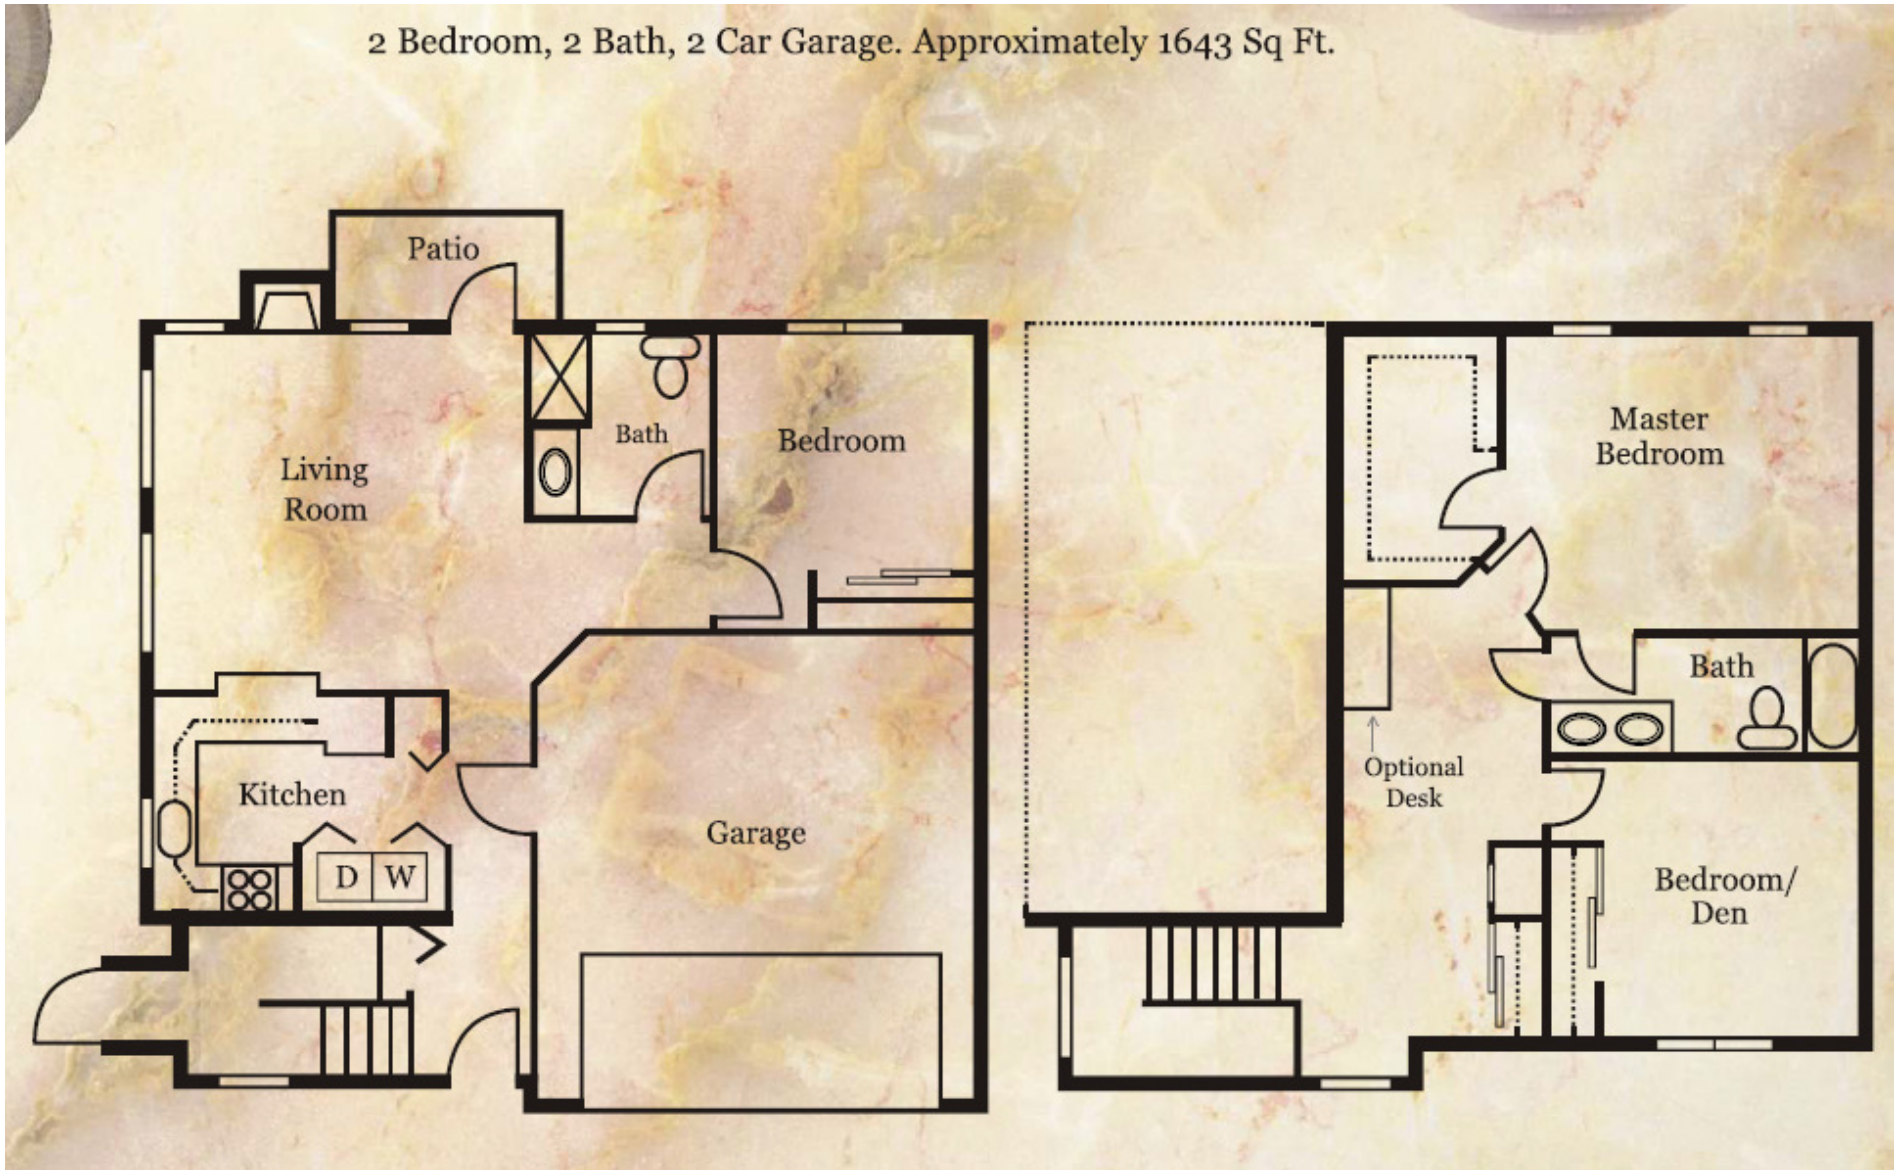 2 Bedroom, 2 Bath, 2 Car Garage. Approximately 1643 Sq Ft.
Patio
Living
Room
Bath
Bedroom
Kitchen
D W
Garage
Master
Bedroom
Bath
Optional
Desk
Bedroom/
Den